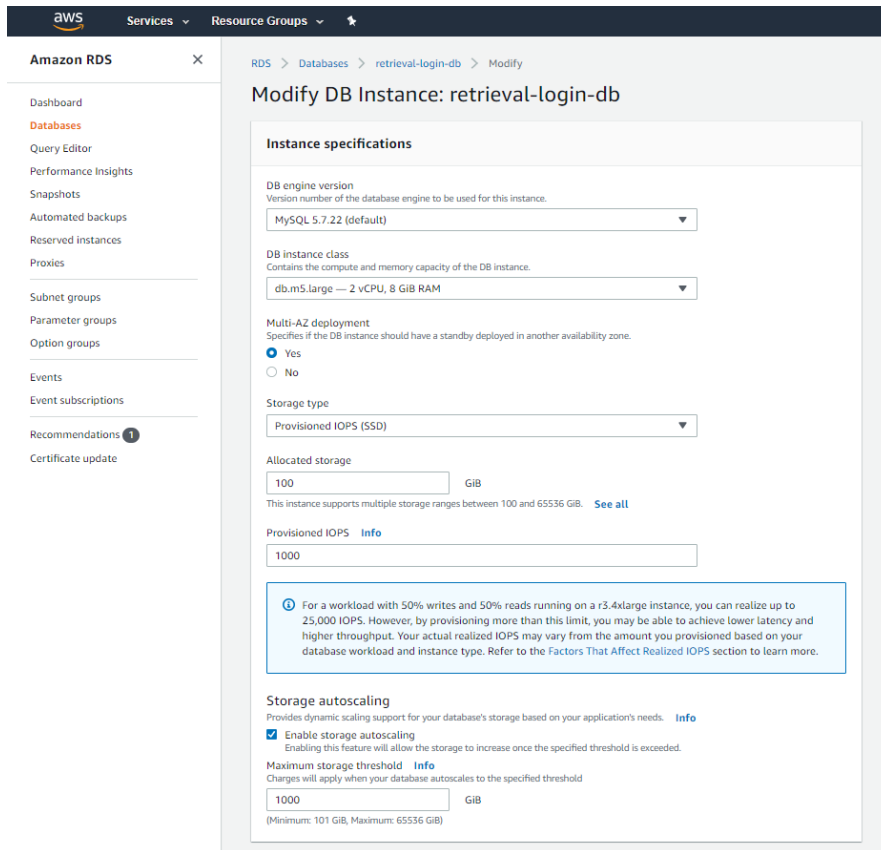 aws
Services
Resource Groups
Amazon RDS
Dashboard
Databases
Query Editor
Performance Insights
Snapshots
Automated backups
Reserved instances
Proxies
Subnet groups
Parameter groups
Option groups
Events
Event subscriptions
Recommendations 1
Certificate update
RDS > Databases > retrieval-login-db > Modify
Modify DB Instance: retrieval-login-db
Instance specifications
DB engine version
Version number of the database engine to be used for this instance.
MySQL 5.7.22 (default)
DB instance class
Contains the compute and memory capacity of the DB instance.
db.m5.large — 2 vCPU, 8 GiB RAM
Multi-AZ deployment
Specifies if the DB instance should have a standby deployed in another availability zone.
Yes
No
Storage type
Provisioned IOPS (SSD)
Allocated storage
100 GiB
This instance supports multiple storage ranges between 100 and 65536 GiB. See all
Provisioned IOPS Info
1000
For a workload with 50% writes and 50% reads running on a r3.4xlarge instance, you can realize up to
25,000 IOPS. However, by provisioning more than this limit, you may be able to achieve lower latency and
higher throughput. Your actual realized IOPS may vary from the amount you provisioned based on your
database workload and instance type. Refer to the Factors That Affect Realized IOPS section to learn more.
Storage autoscaling
Provides dynamic scaling support for your database's storage based on your application's needs. Info
Enable storage autoscaling
Enabling this feature will allow the storage to increase once the specified threshold is exceeded.
Maximum storage threshold Info
Charges will apply when your database autoscales to the specified threshold
1000 GiB
(Minimum: 101 GiB, Maximum: 65536 GiB)